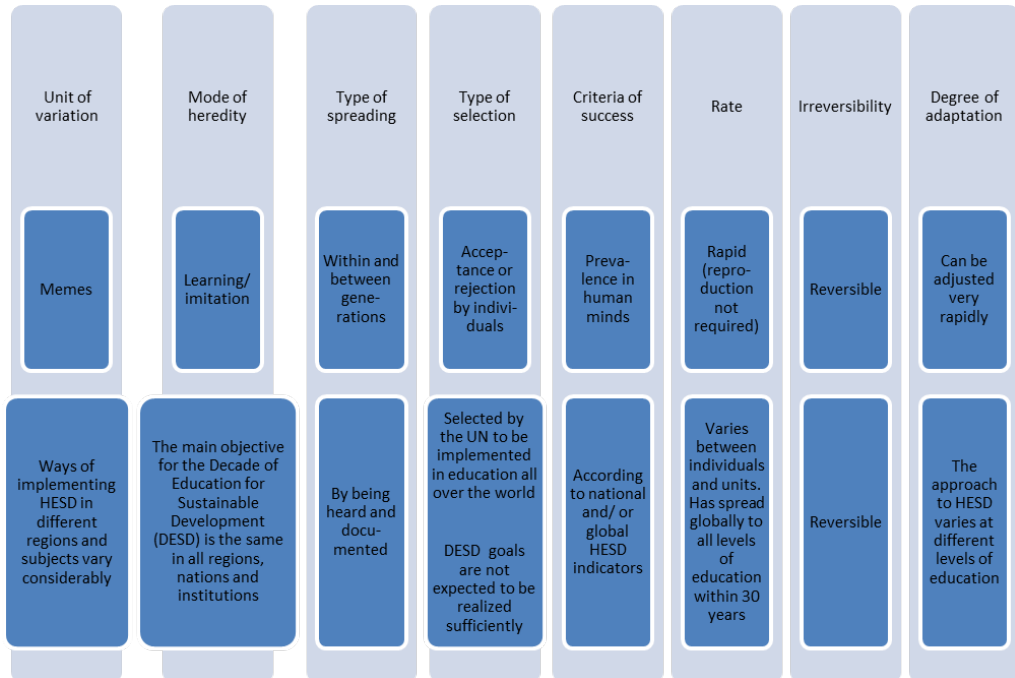 Unit of
variation
Mode of
heredity
Type of
spreading
Type of
selection
Criteria of
success
Rate
Irreversibility
Degree of
adaptation
Memes
Learning/
imitation
Within and
between
gene-
rations
Accep-
tance or
rejection
by indivi-
duals
Preva-
lence in
human
minds
Rapid
(repro-
duction
not
required)
Reversible
Can be
adjusted
very
rapidly
Ways of
implementing
HESD in
different
regions and
subjects vary
considerably
The main objective
for the Decade of
Education for
Sustainable
Development
(DESD) is the same
in all regions,
nations and
institutions
By being
heard and
docu-
mented
Selected by
the UN to be
implemented
in education all
over the world
DESD goals
are not
expected to be
realized
sufficiently
According
to national
and/ or
global
HESD
indicators
Varies
between
individuals
and units.
Has spread
globally to
all levels of
education
within 30
years
Reversible
The
approach
to HESD
varies at
different
levels of
education